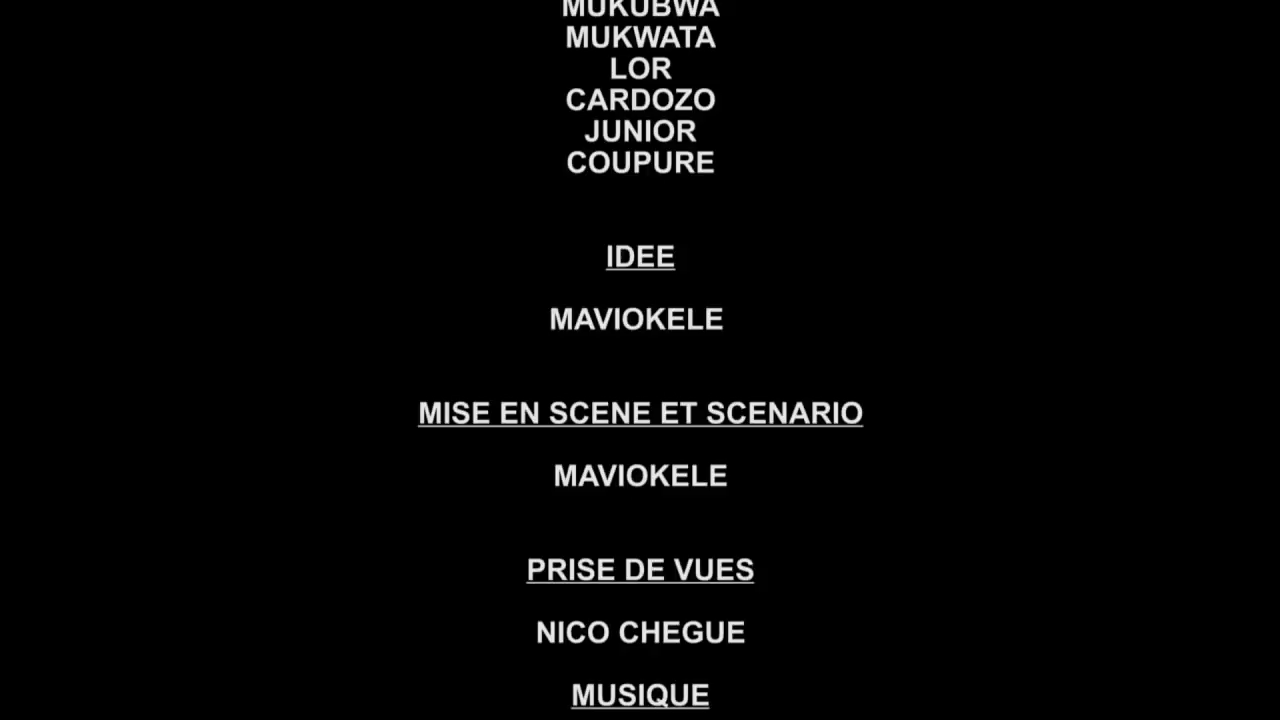 MUKUBWA
MUKWATA
LOR
CARDOZO
JUNIOR
COUPURE
IDEE
MAVIOKELE
MISE EN SCENE ET SCENARIO
MAVIOKELE
PRISE DE VUES
NICO CHEGUE
MUSIQUE